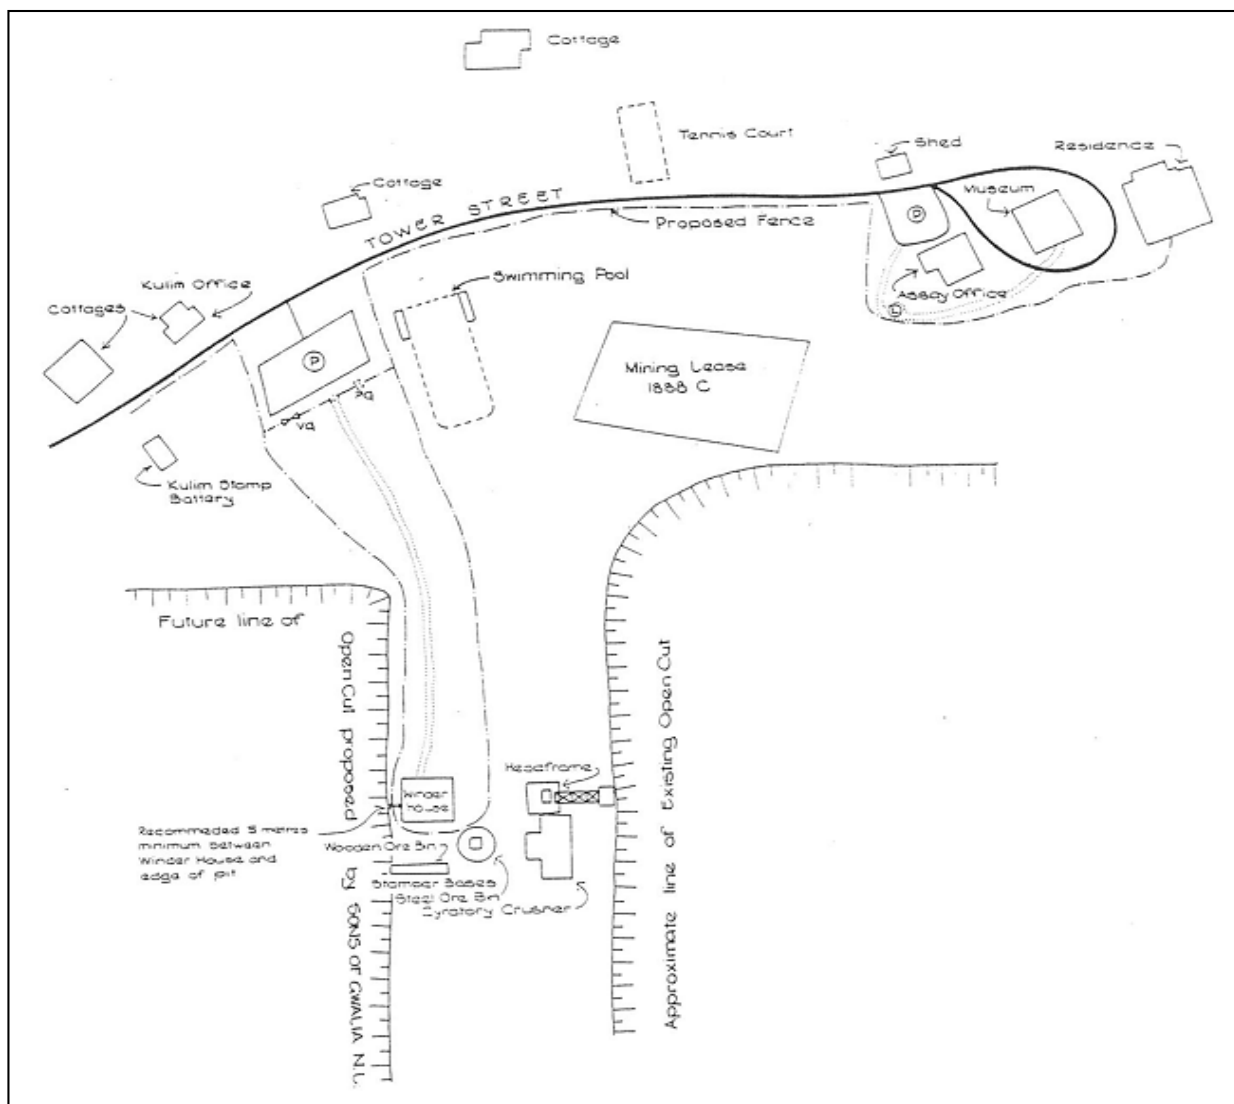 Cottage
Tennis Court
Shed
Residence
Museum
Cottage
TOWER STREET
Proposed Fence
P
Swimming Pool
Assay Office
L
Kulim Office
Cottages
P
Mining Lease
1888 C
Pg
Vg
Kulim Stamp
Battery
Future line of
Open Cut proposed by SONS OF GWALIA N.L.
Approximate line of Existing Open Cut
Headframe
Winder
house
Recommeded 5 metres
minimum between
Winder House and
edge of pit
Wooden Ore Bin
Stamper Bases
Steel Ore Bin
Gyratory Crusher